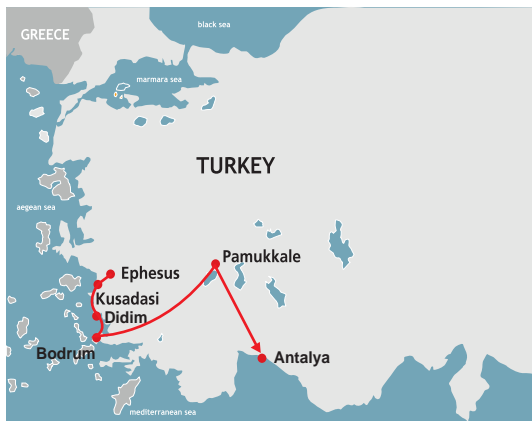 black sea
GREECE
marmara sea
TURKEY
aegean sea
Pamukkale
Ephesus
Kusadasi
Didim
Bodrum
Antalya
mediterranean sea